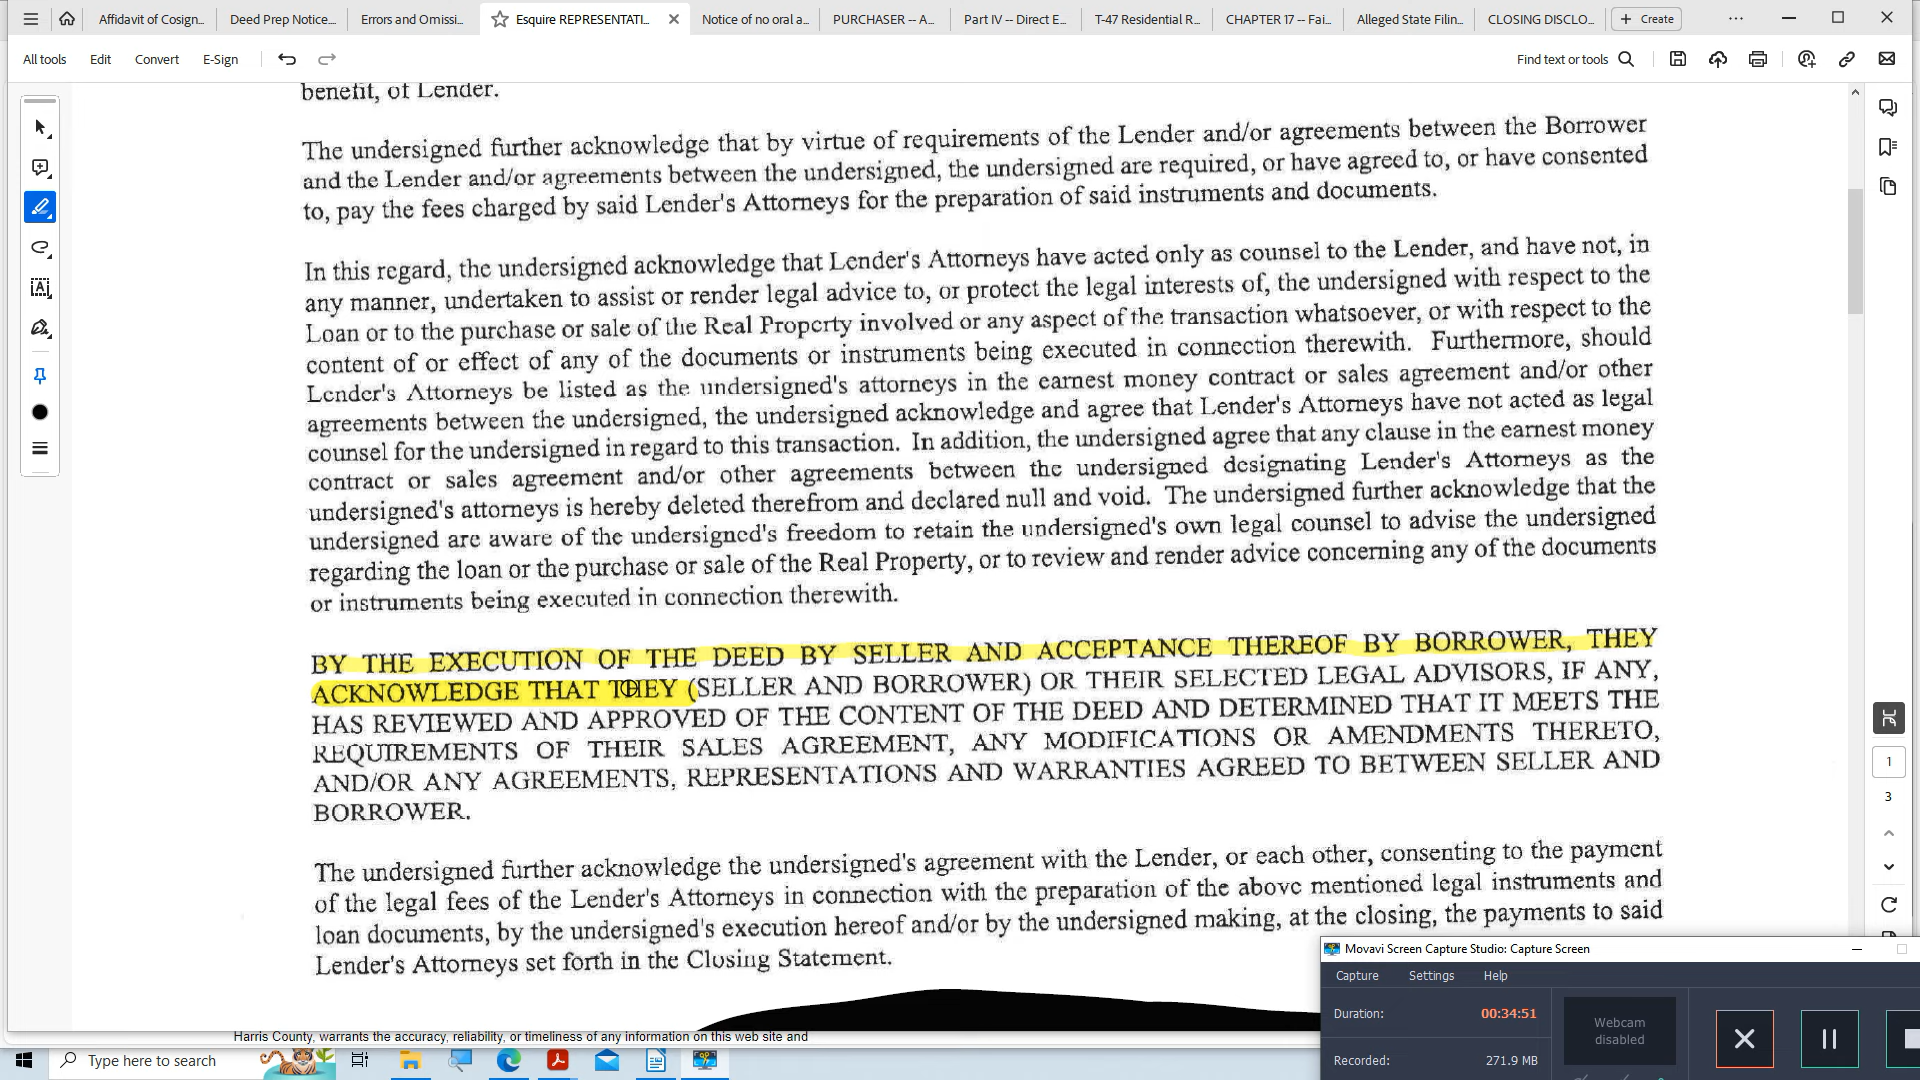 Affidavit of Cosign...
Deed Prep Notice....
Errors and Omissi...
Esquire REPRESENTATI...
Notice of no oral a...
PURCHASER -- A...
Part IV -- Direct E...
T-47 Residential R...
CHAPTER 17 -- Fai...
Alleged State Filin...
CLOSING DISCLO...
Create
All tools
Edit
Convert
E-Sign
Find text or tools
benefit, of Lender.
The undersigned further acknowledge that by virtue of requirements of the Lender and/or agreements between the Borrower
and the Lender and/or agreements between the undersigned, the undersigned are required, or have agreed to, or have consented
to, pay the fees charged by said Lender's Attorneys for the preparation of said instruments and documents.
In this regard, the undersigned acknowledge that Lender's Attorneys have acted only as counsel to the Lender, and have not, in
any manner, undertaken to assist or render legal advice to, or protect the legal interests of, the undersigned with respect to the
Loan or to the purchase or sale of the Real Property involved or any aspect of the transaction whatsoever, or with respect to the
content of or effect of any of the documents or instruments being executed in connection therewith. Furthermore, should
Lender's Attorneys be listed as the undersigned's attorneys in the earnest money contract or sales agreement and/or other
agreements between the undersigned, the undersigned acknowledge and agree that Lender's Attorneys have not acted as legal
counsel for the undersigned in regard to this transaction. In addition, the undersigned agree that any clause in the earnest money
contract or sales agreement and/or other agreements between the undersigned designating Lender's Attorneys as the
undersigned's attorneys is hereby deleted therefrom and declared null and void. The undersigned further acknowledge that the
undersigned are aware of the undersigned's freedom to retain the undersigned's own legal counsel to advise the undersigned
regarding the loan or the purchase or sale of the Real Property, or to review and render advice concerning any of the documents
or instruments being executed in connection therewith.
BY THE EXECUTION OF THE DEED BY SELLER AND ACCEPTANCE THEREOF BY BORROWER, THEY
ACKNOWLEDGE THAT THEY (SELLER AND BORROWER) OR THEIR SELECTED LEGAL ADVISORS, IF ANY,
HAS REVIEWED AND APPROVED OF THE CONTENT OF THE DEED AND DETERMINED THAT IT MEETS THE
REQUIREMENTS OF THEIR SALES AGREEMENT, ANY MODIFICATIONS OR AMENDMENTS THERETO,
AND/OR ANY AGREEMENTS, REPRESENTATIONS AND WARRANTIES AGREED TO BETWEEN SELLER AND
BORROWER.
The undersigned further acknowledge the undersigned's agreement with the Lender, or each other, consenting to the payment
of the legal fees of the Lender's Attorneys in connection with the preparation of the above mentioned legal instruments and
loan documents, by the undersigned's execution hereof and/or by the undersigned making, at the closing, the payments to said
Lender's Attorneys set forth in the Closing Statement.
1
3
Movavi Screen Capture Studio: Capture Screen
Capture
Settings
Help
Duration:
00:34:51
Webcam
disabled
Recorded:
271.9 MB
Harris County, warrants the accuracy, reliability, or timeliness of any information on this web site and
Type here to search